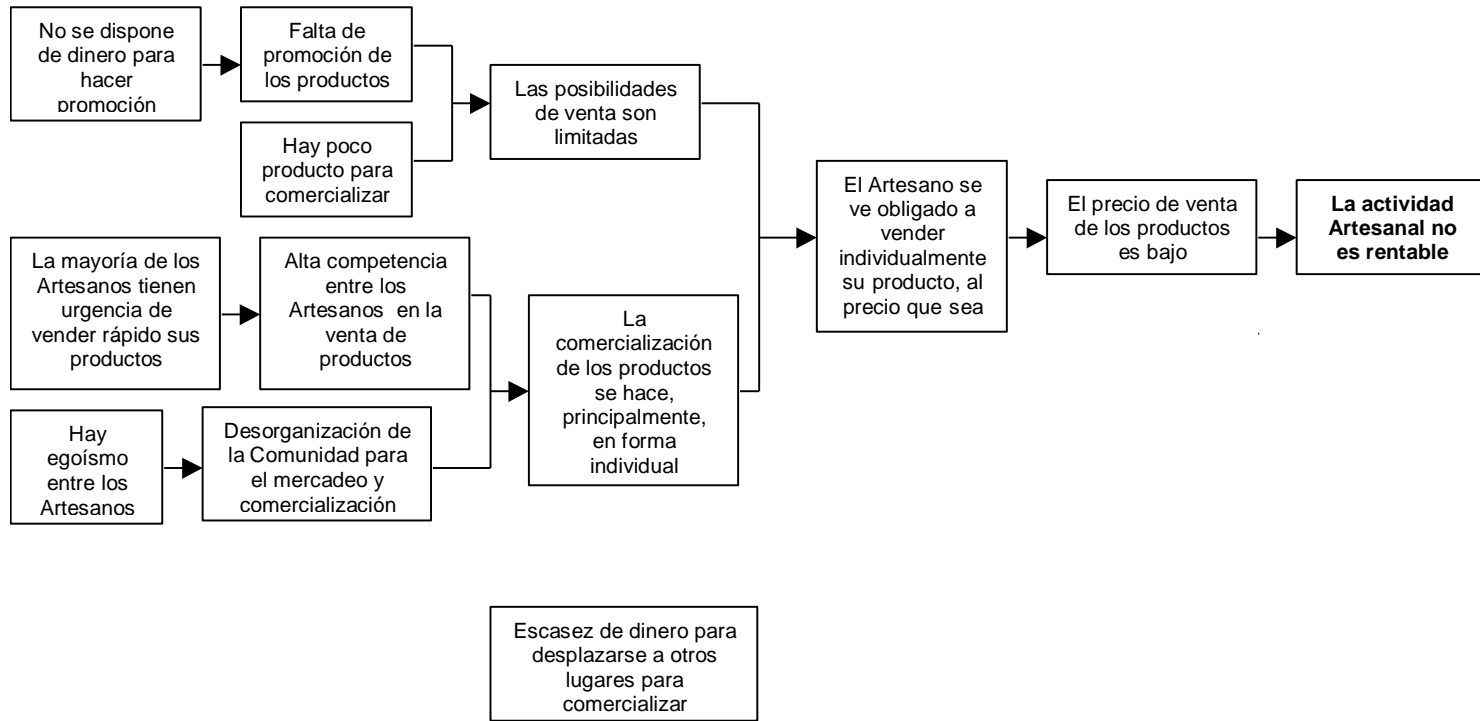 No se dispone
de dinero para
hacer
promoción
Falta de
promoción de
los productos
Hay poco
producto para
comercializar
Las posibilidades
de venta son
limitadas
La mayoría de los
Artesanos tienen
urgencia de
vender rápido sus
productos
Alta competencia
entre los
Artesanos en la
venta de
productos
Hay
egoísmo
entre los
Artesanos
Desorganización de
la Comunidad para
el mercadeo y
comercialización
La
comercialización
de los productos
se hace,
principalmente,
en forma
individual
El Artesano se
ve obligado a
vender
individualmente
su producto, al
precio que sea
El precio de venta
de los productos
es bajo
La actividad
Artesanal no
es rentable
Escasez de dinero para
desplazarse a otros
lugares para
comercializar